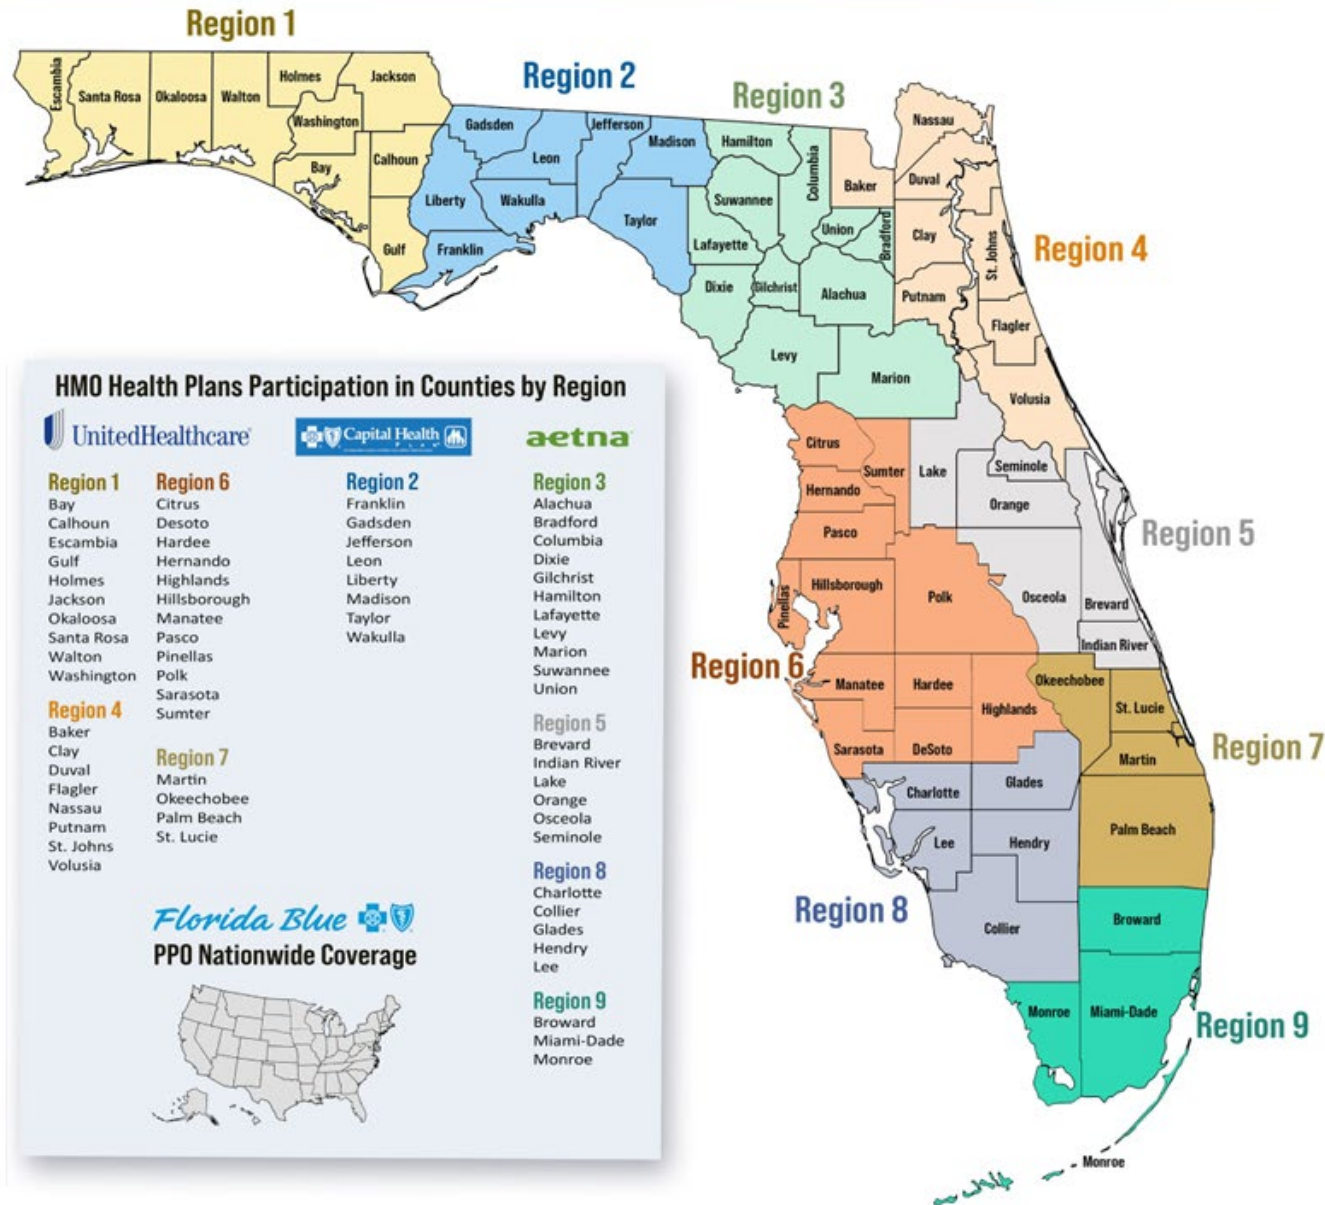 Region 1
Region 2
Region 3
Region 4
Region 5
Region 6
Region 7
Region 8
Region 9
Escambia
Santa Rosa
Okaloosa
Walton
Holmes
Washington
Jackson
Bay
Calhoun
Gulf
Gadsden
Liberty
Franklin
Leon
Wakulla
Jefferson
Madison
Taylor
Hamilton
Suwannee
Lafayette
Columbia
Dixie
Gilchrist
Union
Bradford
Alachua
Levy
Marion
Baker
Nassau
Duval
Clay
St. Johns
Putnam
Flagler
Volusia
Citrus
Sumter
Hernando
Pasco
Pinellas
Hillsborough
Polk
Manatee
Hardee
Highlands
Sarasota
DeSoto
Lake
Seminole
Orange
Osceola
Brevard
Indian River
Okeechobee
St. Lucie
Martin
Palm Beach
Charlotte
Glades
Lee
Hendry
Collier
Broward
Monroe
Miami-Dade
Monroe
HMO Health Plans Participation in Counties by Region
UnitedHealthcare
Region 1
Bay
Calhoun
Escambia
Gulf
Holmes
Jackson
Okaloosa
Santa Rosa
Walton
Washington
Region 4
Baker
Clay
Duval
Flagler
Nassau
Putnam
St. Johns
Volusia
Region 6
Citrus
Desoto
Hardee
Hernando
Highlands
Hillsborough
Manatee
Pasco
Pinellas
Polk
Sarasota
Sumter
Region 7
Martin
Okeechobee
Palm Beach
St. Lucie
Capital Health
PLAN
Region 2
Franklin
Gadsden
Jefferson
Leon
Liberty
Madison
Taylor
Wakulla
aetna
Region 3
Alachua
Bradford
Columbia
Dixie
Gilchrist
Hamilton
Lafayette
Levy
Marion
Suwannee
Union
Region 5
Brevard
Indian River
Lake
Orange
Osceola
Seminole
Region 8
Charlotte
Collier
Glades
Hendry
Lee
Region 9
Broward
Miami-Dade
Monroe
Florida Blue
PPO Nationwide Coverage